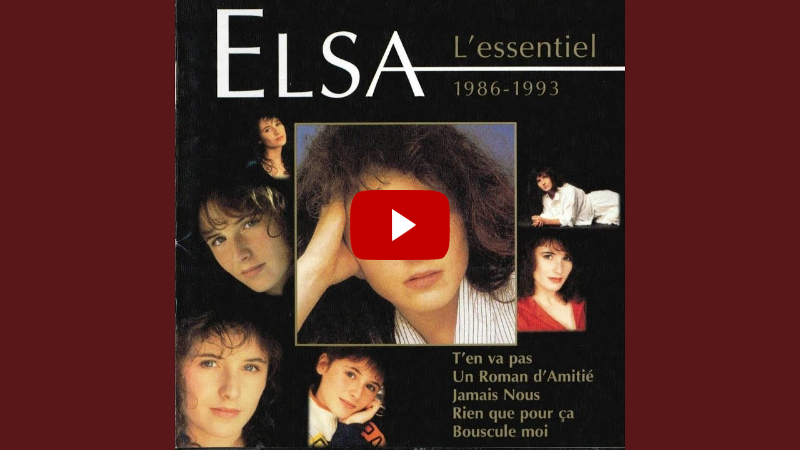 ELSA
L'essentiel
1986-1993
T'en va pas
Un Roman d'Amitié
Jamais Nous
Rien que pour ça
Bouscule moi